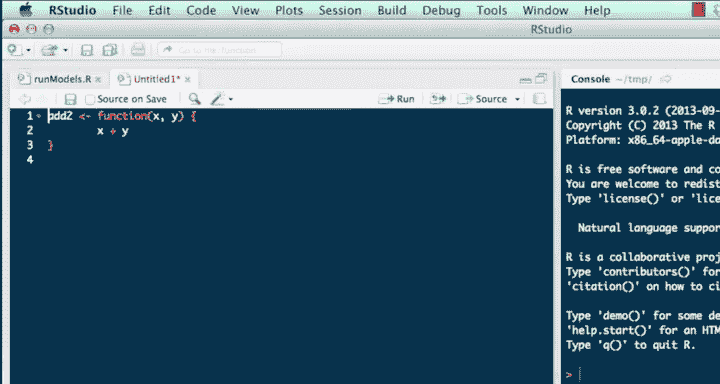 RStudio File Edit Code View Plots Session Build Debug Tools Window Help
RStudio
Go to file/function
runModels.R × Untitled1* ×
Source on Save Run Source
1 add2 <- function(x, y) {
2 x + y
3 }
4
Console ~/tmp/
R version 3.0.2 (2013-09-
Copyright (C) 2013 The R
Platform: x86_64-apple-da
R is free software and co
You are welcome to redist
Type 'license()' or 'lice
Natural language suppor
R is a collaborative proj
Type 'contributors()' for
'citation()' on how to ci
Type 'demo()' for some de
'help.start()' for an HTM
Type 'q()' to quit R.
>